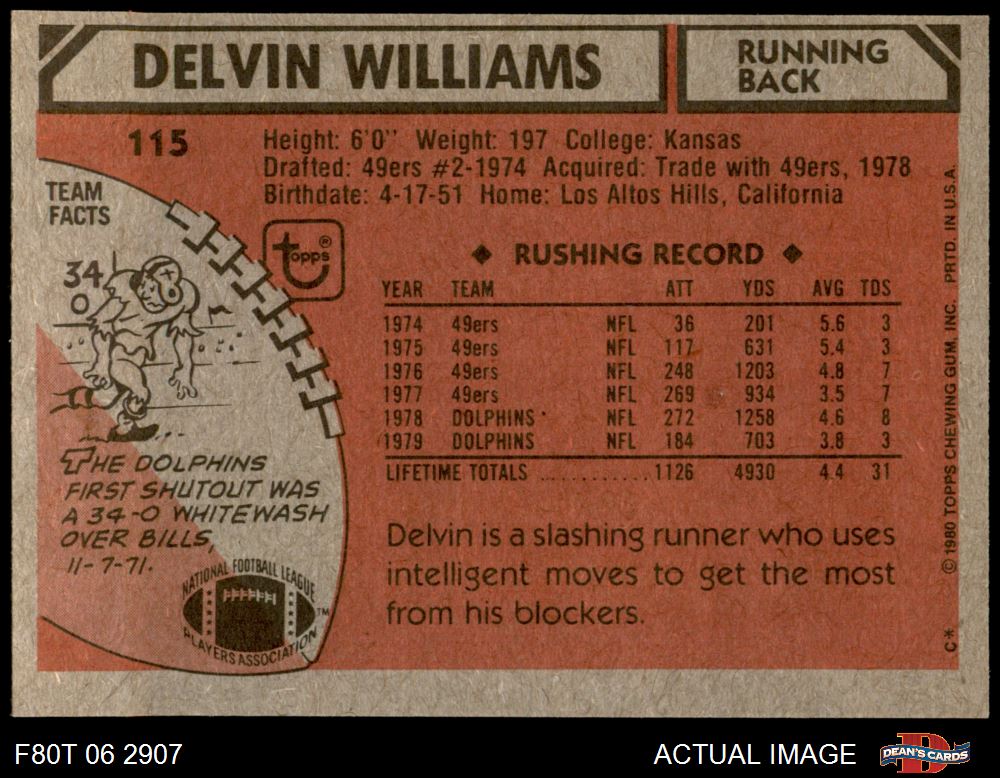 DELVIN WILLIAMS
RUNNING
BACK
115
Height: 6'0" Weight: 197 College: Kansas
Drafted: 49ers #2-1974 Acquired: Trade with 49ers, 1978
Birthdate: 4-17-51 Home: Los Altos Hills, California
TEAM
FACTS
34
0
THE DOLPHINS
FIRST SHUTOUT WAS
A 34-0 WHITEWASH
OVER BILLS,
11-7-71.
NATIONAL FOOTBALL LEAGUE
PLAYERS ASSOCIATION
TM
topps®
◆ RUSHING RECORD ◆
YEAR TEAM ATT YDS AVG TDS
1974 49ers NFL 36 201 5.6 3
1975 49ers NFL 117 631 5.4 3
1976 49ers NFL 248 1203 4.8 7
1977 49ers NFL 269 934 3.5 7
1978 DOLPHINS NFL 272 1258 4.6 8
1979 DOLPHINS NFL 184 703 3.8 3
LIFETIME TOTALS ............ 1126 4930 4.4 31
Delvin is a slashing runner who uses
intelligent moves to get the most
from his blockers.
C* © 1980 TOPPS CHEWING GUM, INC. PRTD. IN U.S.A.
F80T 06 2907
ACTUAL IMAGE
DEAN'S CARDS